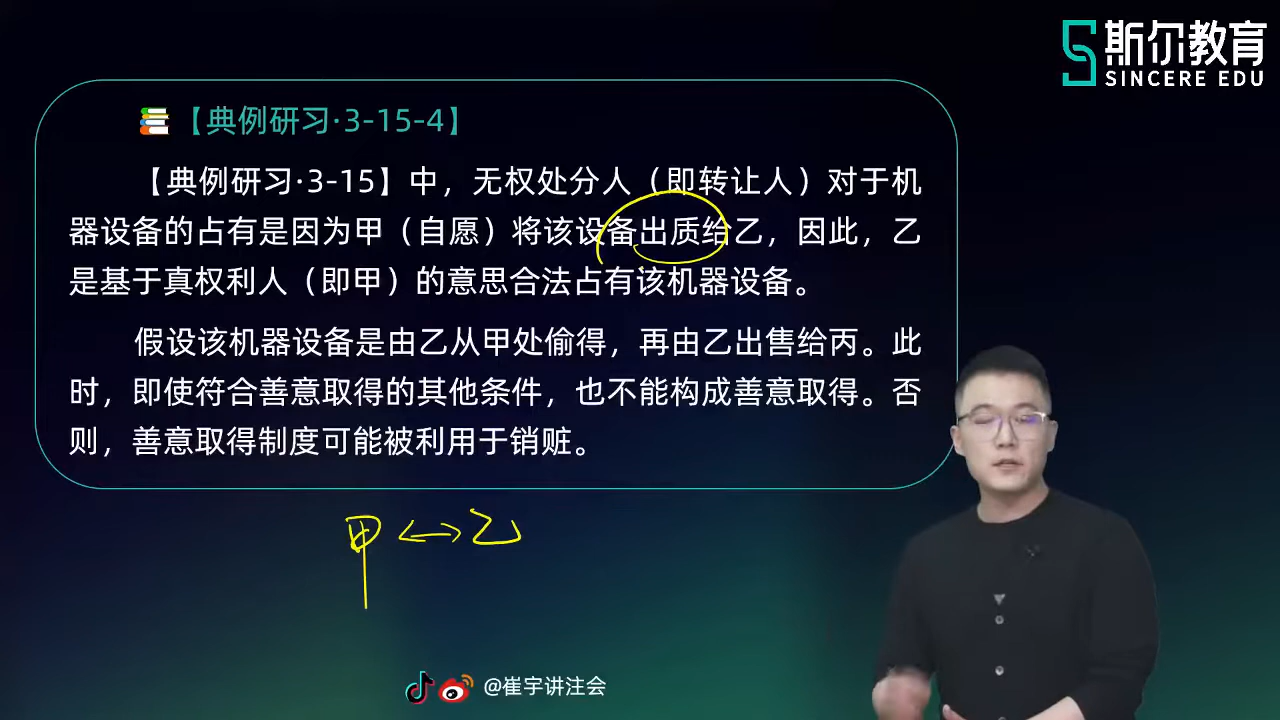 斯尔教育
SINCERE EDU
【典例研习·3-15-4】
【典例研习·3-15】中，无权处分人（即转让人）对于机
器设备的占有是因为甲（自愿）将该设备出质给乙，因此，乙
是基于真权利人（即甲）的意思合法占有该机器设备。
假设该机器设备是由乙从甲处偷得，再由乙出售给丙。此
时，即使符合善意取得的其他条件，也不能构成善意取得。否
则，善意取得制度可能被利用于销赃。
甲 ↔ 乙
@崔宇讲注会